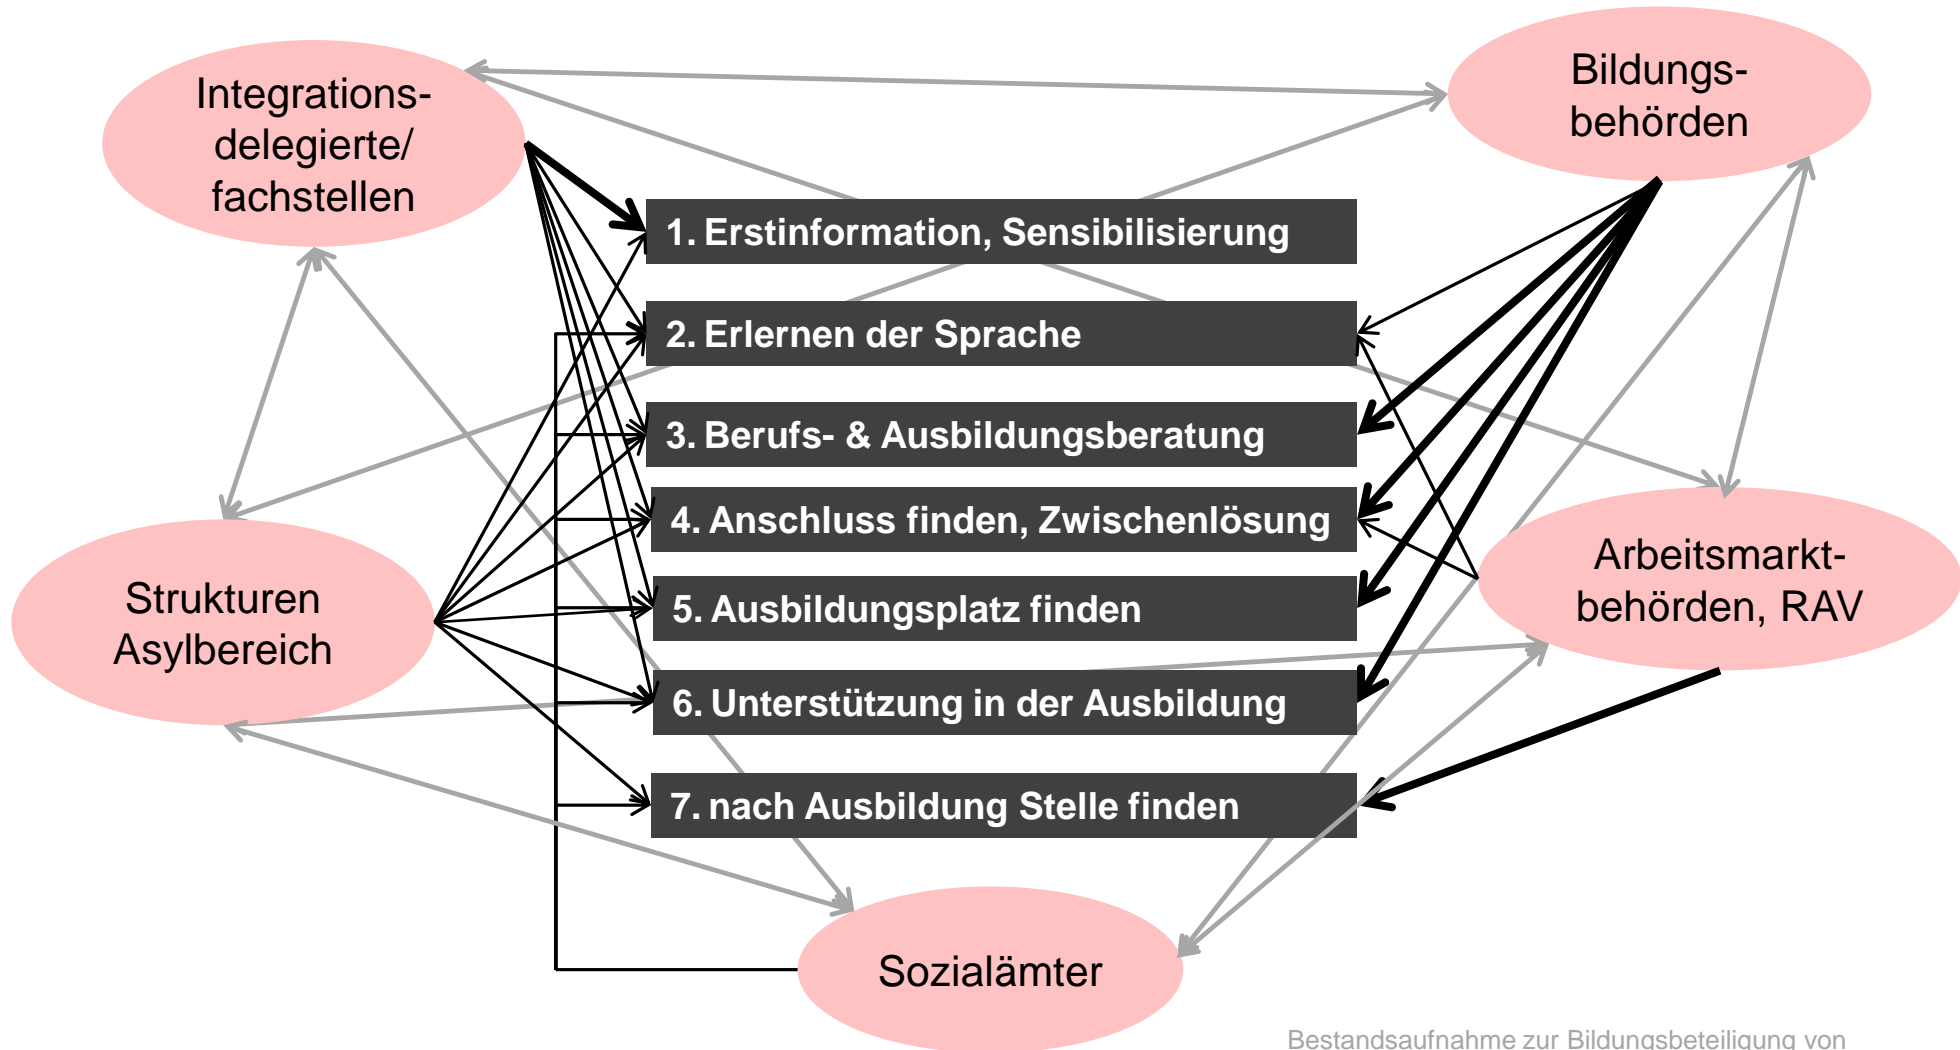 Integrations-
delegierte/
fachstellen
Bildungs-
behörden
1. Erstinformation, Sensibilisierung
2. Erlernen der Sprache
3. Berufs- & Ausbildungsberatung
4. Anschluss finden, Zwischenlösung
5. Ausbildungsplatz finden
6. Unterstützung in der Ausbildung
7. nach Ausbildung Stelle finden
Strukturen
Asylbereich
Arbeitsmarkt-
behörden, RAV
Sozialämter
Bestandsaufnahme zur Bildungsbeteiligung von